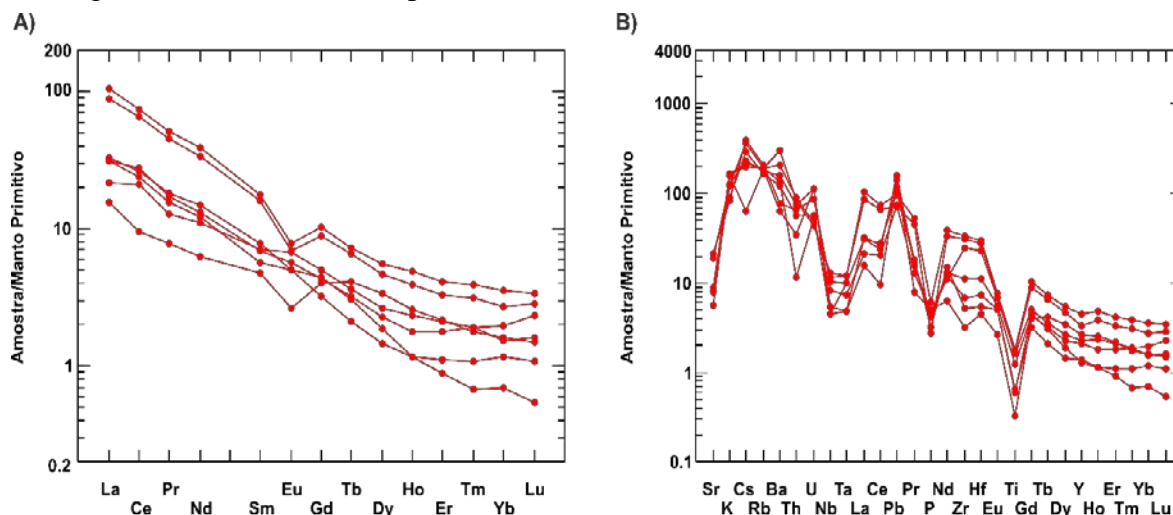 A)
200
100
10
1
0.2
Amostra/Manto Primitivo
La Pr Eu Tb Ho Tm Lu
Ce Nd Sm Gd Dy Er Yb
B)
4000
1000
100
10
1
0.1
Amostra/Manto Primitivo
Sr Cs Ba U Ta Ce Pr Nd Hf Ti Tb Y Er Yb
K Rb Th Nb La Pb P Zr Eu Gd Dy Ho Tm Lu